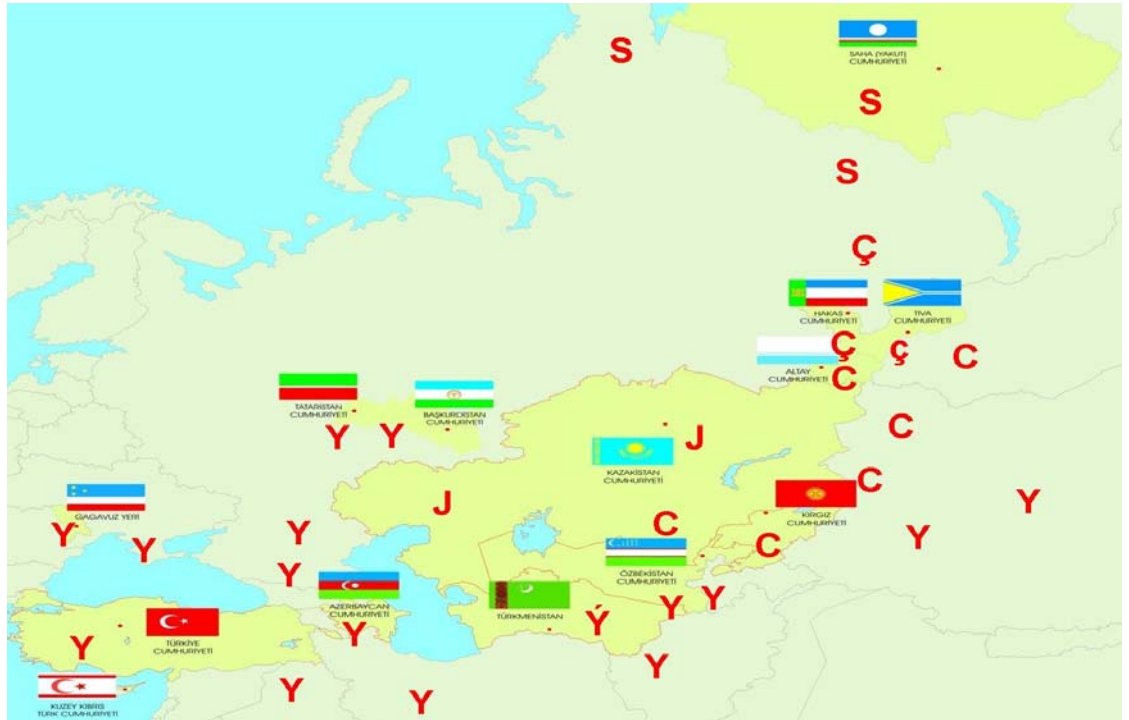 S
SAHA (YAKUT)
CUMHURİYETİ
S
S
Ç
HAKAS
CUMHURİYETİ
TIVA
CUMHURİYETİ
Ç
ç
C
ALTAY
CUMHURİYETİ
C
TATARİSTAN
CUMHURİYETİ
BAŞKURDİSTAN
CUMHURİYETİ
Y
Y
J
C
KAZAKİSTAN
CUMHURİYETİ
C
KIRGIZ
CUMHURİYETİ
J
Y
GAGAVUZ YERİ
Y
Y
Y
C
C
Y
ÖZBEKİSTAN
CUMHURİYETİ
Y
AZERBAYCAN
CUMHURİYETİ
TÜRKMENİSTAN
Ý
Y
Y
Y
TÜRKİYE
CUMHURİYETİ
Y
Y
Y
Y
KUZEY KIBRIS
TÜRK CUMHURİYETİ
Y